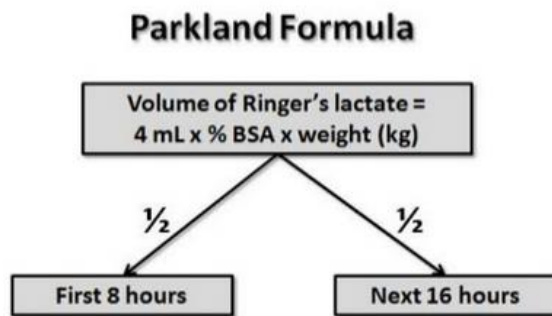 Parkland Formula
Volume of Ringer's lactate =
4 mL x % BSA x weight (kg)
½ ½
First 8 hours Next 16 hours